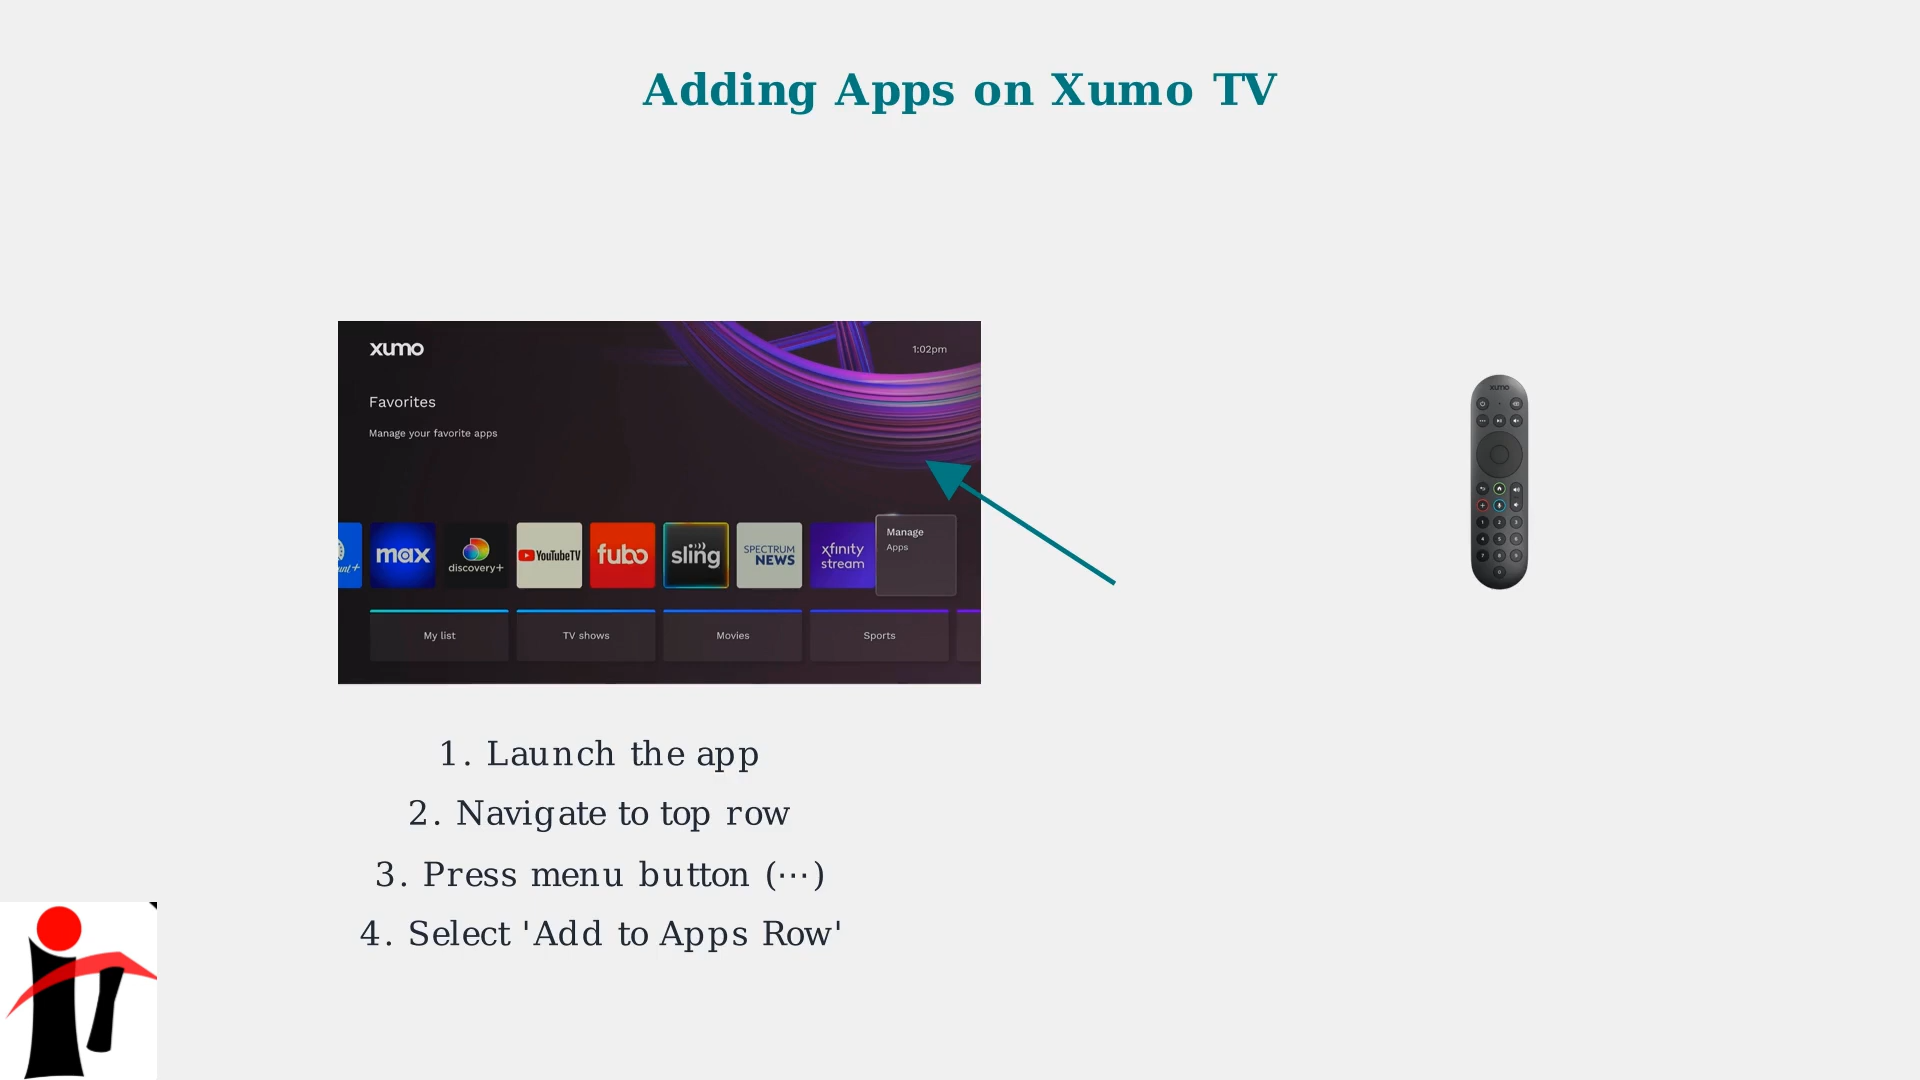 Adding Apps on Xumo TV
xumo
1:02pm
Favorites
Manage your favorite apps
max
discovery+
YouTubeTV
fubo
sling
SPECTRUM
NEWS
xfinity
stream
Manage
Apps
My list
TV shows
Movies
Sports
xumo
1. Launch the app
2. Navigate to top row
3. Press menu button (⋯)
4. Select 'Add to Apps Row'